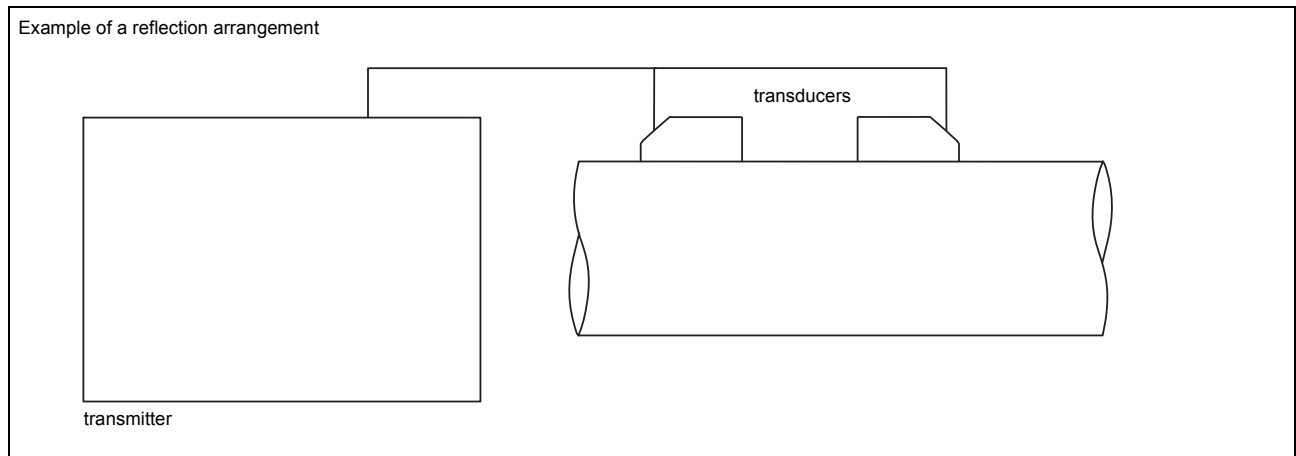 Example of a reflection arrangement
transducers
transmitter